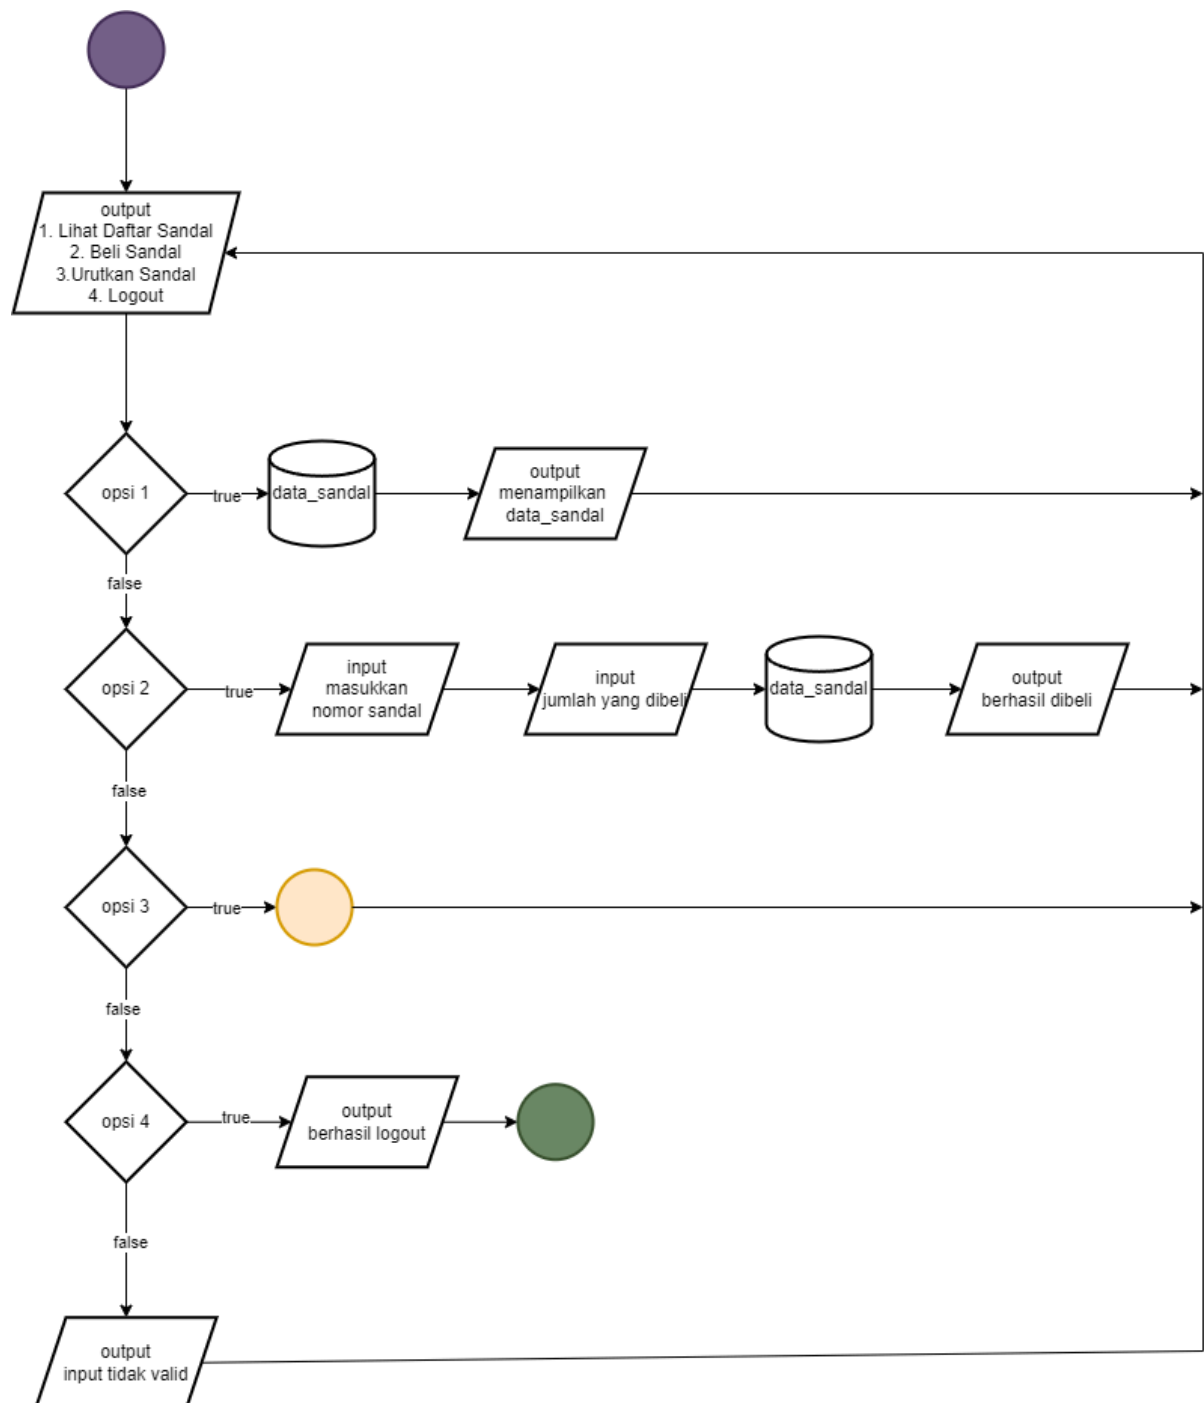 output
1. Lihat Daftar Sandal
2. Beli Sandal
3.Urutkan Sandal
4. Logout
opsi 1
true
data_sandal
output
menampilkan
data_sandal
false
opsi 2
true
input
masukkan
nomor sandal
input
jumlah yang dibeli
data_sandal
output
berhasil dibeli
false
opsi 3
true
false
opsi 4
true
output
berhasil logout
false
output
input tidak valid